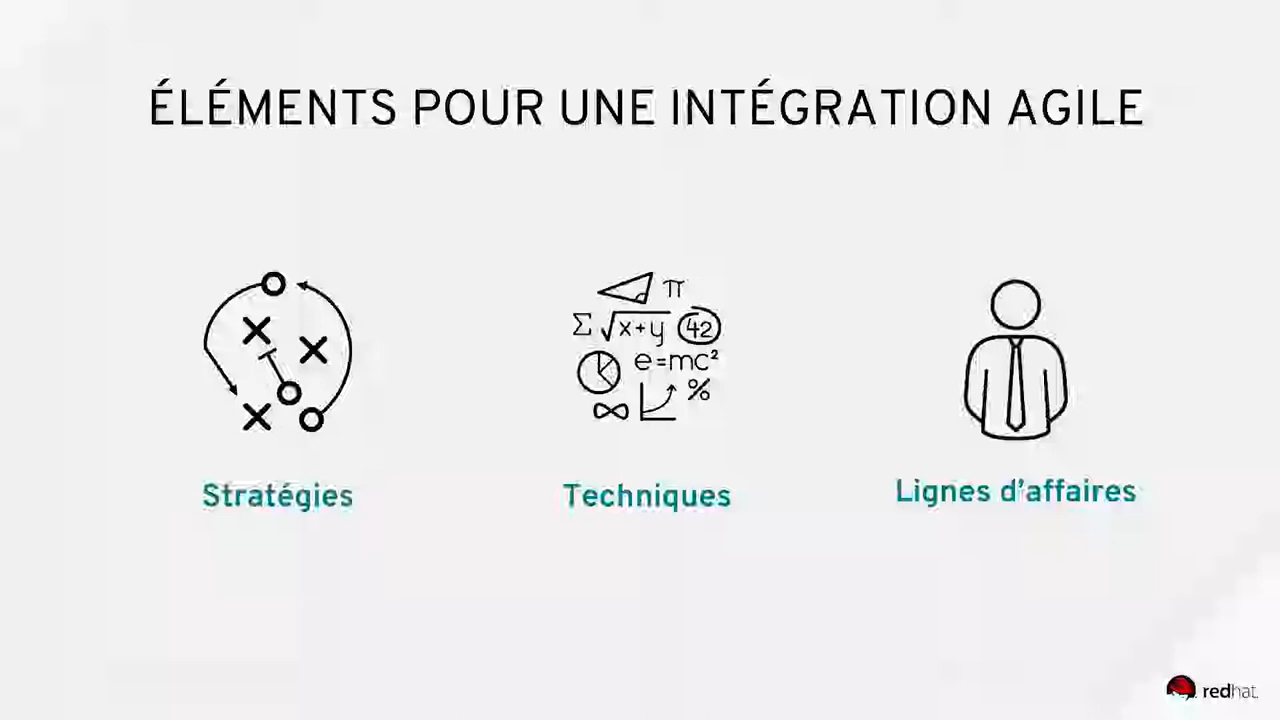 ÉLÉMENTS POUR UNE INTÉGRATION AGILE
π
Σ √x+y 42
e=mc²
%
∞
Stratégies
Techniques
Lignes d'affaires
redhat.